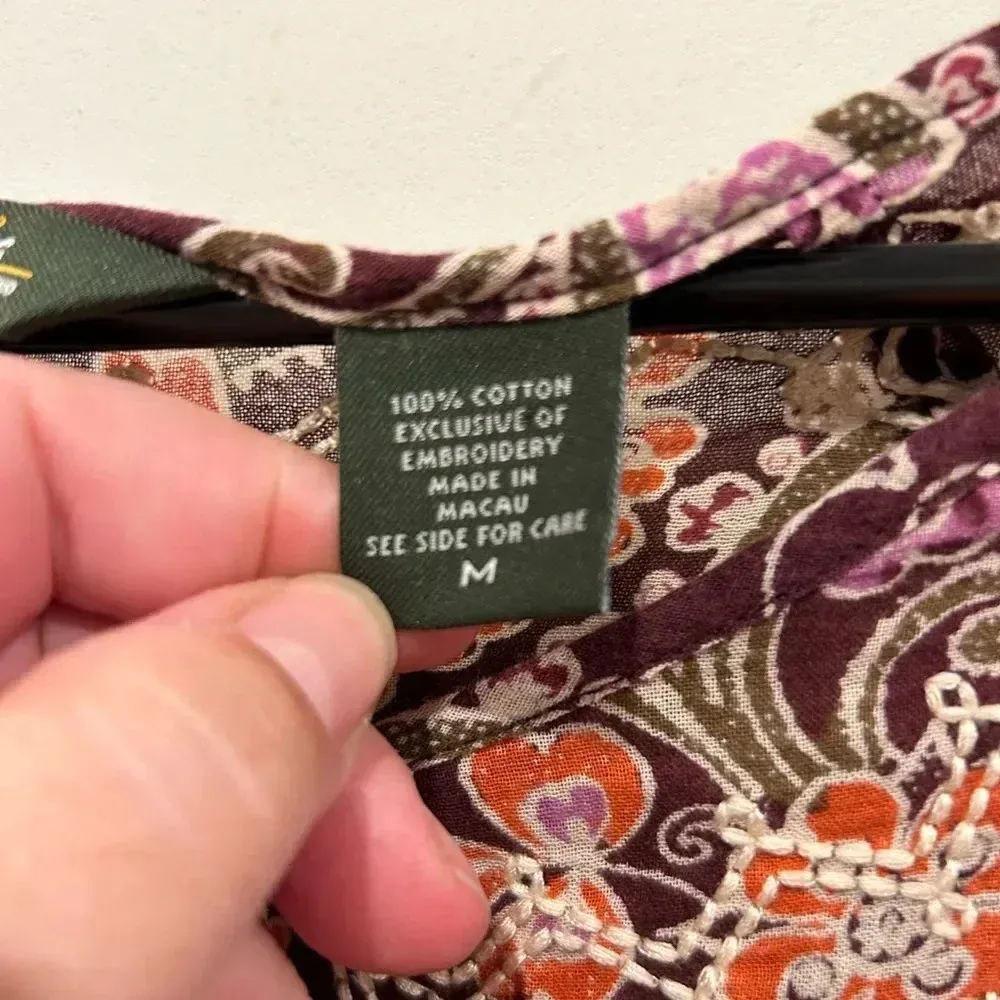 100% COTTON
EXCLUSIVE OF
EMBROIDERY
MADE IN
MACAU
SEE SIDE FOR CARE
M